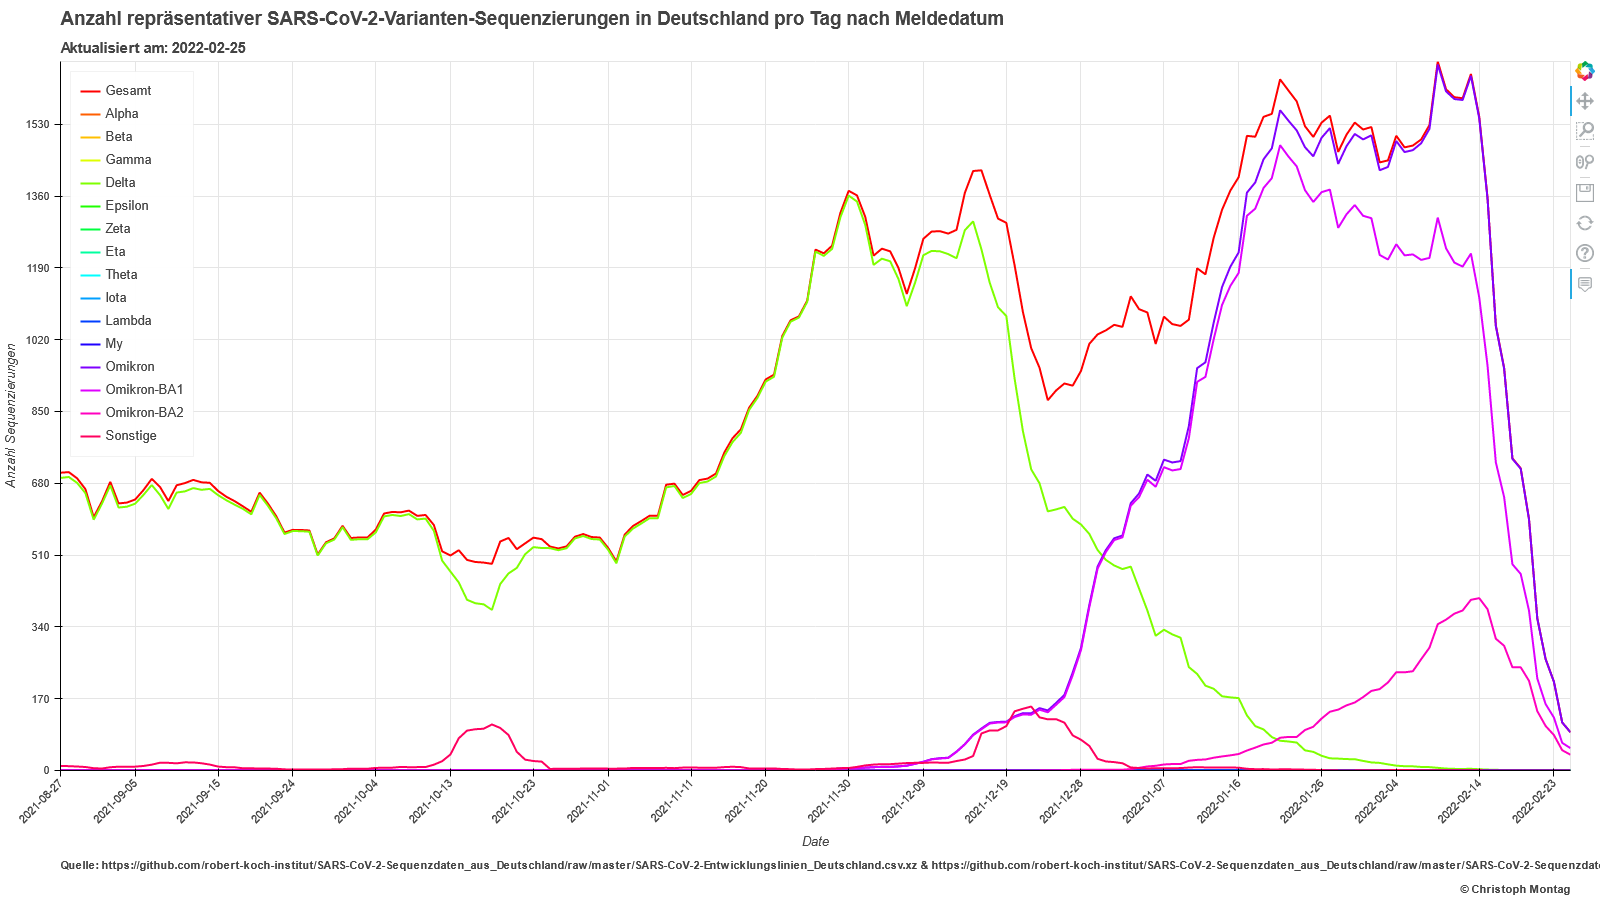 Anzahl repräsentativer SARS-CoV-2-Varianten-Sequenzierungen in Deutschland pro Tag nach Meldedatum
Aktualisiert am: 2022-02-25
Gesamt
Alpha
Beta
Gamma
Delta
Epsilon
Zeta
Eta
Theta
Iota
Lambda
My
Omikron
Omikron-BA1
Omikron-BA2
Sonstige
Anzahl Sequenzierungen
1530
1360
1190
1020
850
680
510
340
170
0
2021-08-27
2021-09-05
2021-09-15
2021-09-24
2021-10-04
2021-10-13
2021-10-23
2021-11-01
2021-11-11
2021-11-20
2021-11-30
2021-12-09
2021-12-19
2021-12-28
2022-01-07
2022-01-16
2022-01-26
2022-02-04
2022-02-14
2022-02-23
Date
Quelle: https://github.com/robert-koch-institut/SARS-CoV-2-Sequenzdaten_aus_Deutschland/raw/master/SARS-CoV-2-Entwicklungslinien_Deutschland.csv.xz & https://github.com/robert-koch-institut/SARS-CoV-2-Sequenzdaten_aus_Deutschland/raw/master/SARS-CoV-2-Sequenzdate
© Christoph Montag